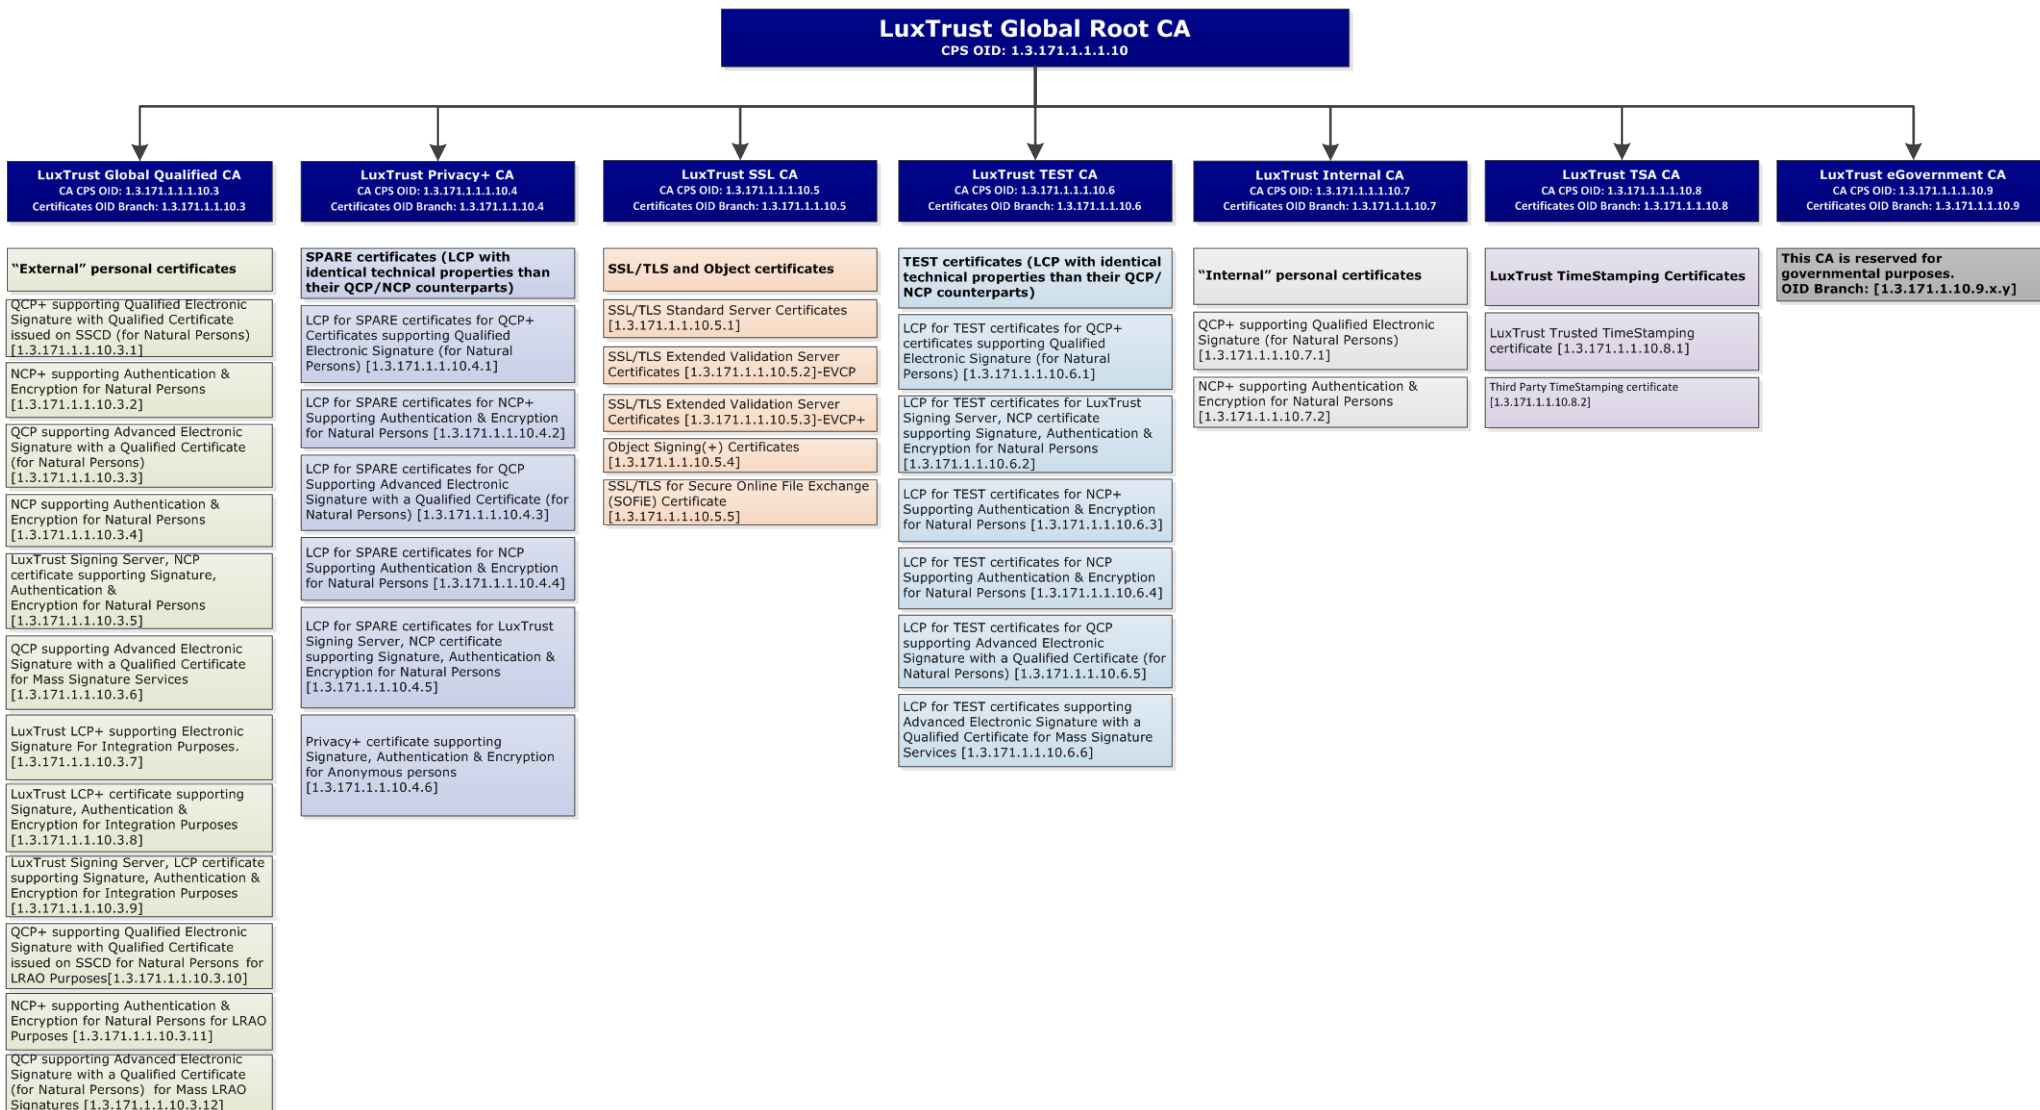 LuxTrust Global Root CA
CPS OID: 1.3.171.1.1.1.10
LuxTrust Global Qualified CA
CA CPS OID: 1.3.171.1.1.1.10.3
Certificates OID Branch: 1.3.171.1.1.10.3
“External” personal certificates
QCP+ supporting Qualified Electronic
Signature with Qualified Certificate
issued on SSCD (for Natural Persons)
[1.3.171.1.1.10.3.1]
NCP+ supporting Authentication &
Encryption for Natural Persons
[1.3.171.1.1.10.3.2]
QCP supporting Advanced Electronic
Signature with a Qualified Certificate
(for Natural Persons)
[1.3.171.1.1.10.3.3]
NCP supporting Authentication &
Encryption for Natural Persons
[1.3.171.1.1.10.3.4]
LuxTrust Signing Server, NCP
certificate supporting Signature,
Authentication &
Encryption for Natural Persons
[1.3.171.1.1.10.3.5]
QCP supporting Advanced Electronic
Signature with a Qualified Certificate
for Mass Signature Services
[1.3.171.1.1.10.3.6]
LuxTrust LCP+ supporting Electronic
Signature For Integration Purposes.
[1.3.171.1.1.10.3.7]
LuxTrust LCP+ certificate supporting
Signature, Authentication &
Encryption for Integration Purposes
[1.3.171.1.1.10.3.8]
LuxTrust Signing Server, LCP certificate
supporting Signature, Authentication &
Encryption for Integration Purposes
[1.3.171.1.1.10.3.9]
QCP+ supporting Qualified Electronic
Signature with Qualified Certificate
issued on SSCD for Natural Persons for
LRAO Purposes[1.3.171.1.1.10.3.10]
NCP+ supporting Authentication &
Encryption for Natural Persons for LRAO
Purposes [1.3.171.1.1.10.3.11]
QCP supporting Advanced Electronic
Signature with a Qualified Certificate
(for Natural Persons) for Mass LRAO
Signatures [1.3.171.1.1.10.3.12]
LuxTrust Privacy+ CA
CA CPS OID: 1.3.171.1.1.1.10.4
Certificates OID Branch: 1.3.171.1.1.10.4
SPARE certificates (LCP with
identical technical properties than
their QCP/NCP counterparts)
LCP for SPARE certificates for QCP+
Certificates supporting Qualified
Electronic Signature (for Natural
Persons) [1.3.171.1.1.10.4.1]
LCP for SPARE certificates for NCP+
Supporting Authentication & Encryption
for Natural Persons [1.3.171.1.1.10.4.2]
LCP for SPARE certificates for QCP
Supporting Advanced Electronic
Signature with a Qualified Certificate (for
Natural Persons) [1.3.171.1.1.10.4.3]
LCP for SPARE certificates for NCP
Supporting Authentication & Encryption
for Natural Persons [1.3.171.1.1.10.4.4]
LCP for SPARE certificates for LuxTrust
Signing Server, NCP certificate
supporting Signature, Authentication &
Encryption for Natural Persons
[1.3.171.1.1.10.4.5]
Privacy+ certificate supporting
Signature, Authentication & Encryption
for Anonymous persons
[1.3.171.1.1.10.4.6]
LuxTrust SSL CA
CA CPS OID: 1.3.171.1.1.1.10.5
Certificates OID Branch: 1.3.171.1.1.10.5
SSL/TLS and Object certificates
SSL/TLS Standard Server Certificates
[1.3.171.1.1.10.5.1]
SSL/TLS Extended Validation Server
Certificates [1.3.171.1.1.10.5.2]-EVCP
SSL/TLS Extended Validation Server
Certificates [1.3.171.1.1.10.5.3]-EVCP+
Object Signing(+) Certificates
[1.3.171.1.1.10.5.4]
SSL/TLS for Secure Online File Exchange
(SOFiE) Certificate
[1.3.171.1.1.10.5.5]
LuxTrust TEST CA
CA CPS OID: 1.3.171.1.1.1.10.6
Certificates OID Branch: 1.3.171.1.1.10.6
TEST certificates (LCP with identical
technical properties than their QCP/
NCP counterparts)
LCP for TEST certificates for QCP+
certificates supporting Qualified
Electronic Signature (for Natural
Persons) [1.3.171.1.1.10.6.1]
LCP for TEST certificates for LuxTrust
Signing Server, NCP certificate
supporting Signature, Authentication &
Encryption for Natural Persons
[1.3.171.1.1.10.6.2]
LCP for TEST certificates for NCP+
Supporting Authentication & Encryption
for Natural Persons [1.3.171.1.1.10.6.3]
LCP for TEST certificates for NCP
Supporting Authentication & Encryption
for Natural Persons [1.3.171.1.1.10.6.4]
LCP for TEST certificates for QCP
supporting Advanced Electronic
Signature with a Qualified Certificate (for
Natural Persons) [1.3.171.1.1.10.6.5]
LCP for TEST certificates supporting
Advanced Electronic Signature with a
Qualified Certificate for Mass Signature
Services [1.3.171.1.1.10.6.6]
LuxTrust Internal CA
CA CPS OID: 1.3.171.1.1.1.10.7
Certificates OID Branch: 1.3.171.1.1.10.7
“Internal” personal certificates
QCP+ supporting Qualified Electronic
Signature (for Natural Persons)
[1.3.171.1.1.10.7.1]
NCP+ supporting Authentication &
Encryption for Natural Persons
[1.3.171.1.1.10.7.2]
LuxTrust TSA CA
CA CPS OID: 1.3.171.1.1.1.10.8
Certificates OID Branch: 1.3.171.1.1.10.8
LuxTrust TimeStamping Certificates
LuxTrust Trusted TimeStamping
certificate [1.3.171.1.1.10.8.1]
Third Party TimeStamping certificate
[1.3.171.1.1.10.8.2]
LuxTrust eGovernment CA
CA CPS OID: 1.3.171.1.1.1.10.9
Certificates OID Branch: 1.3.171.1.1.10.9
This CA is reserved for
governmental purposes.
OID Branch: [1.3.171.1.1.10.9.x.y]